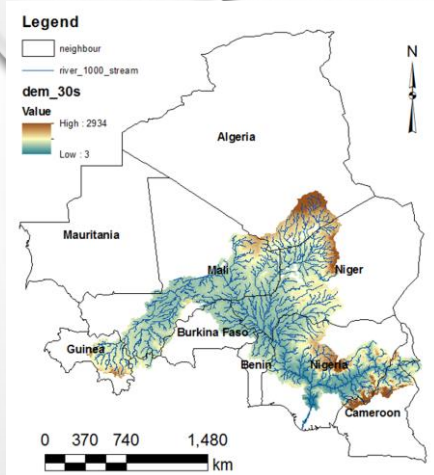 Legend
neighbour
river_1000_stream
dem_30s
Value
High : 2934
Low : 3
N
Algeria
Mauritania
Mali
Niger
Burkina Faso
Guinea
Benin
Nigeria
Cameroon
0 370 740 1,480
km